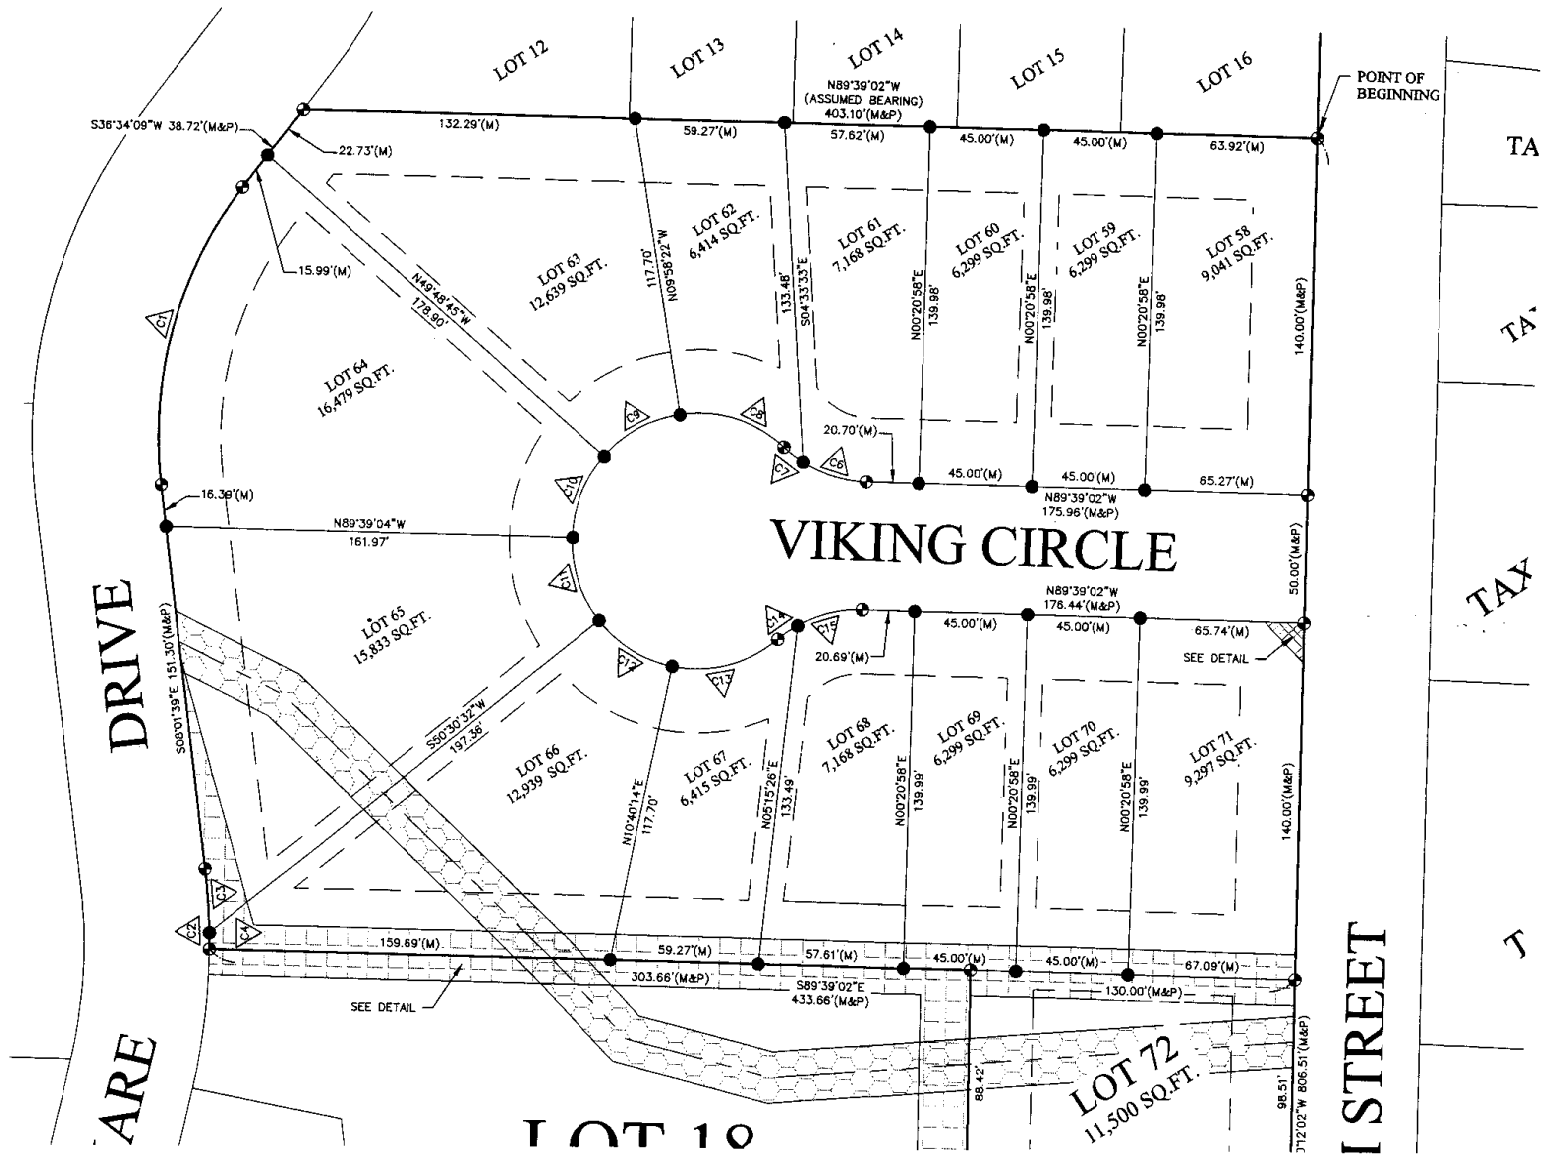 LOT 12
LOT 13
LOT 14
LOT 15
LOT 16
N89°39'02"W
(ASSUMED BEARING)
403.10'(M&P)
POINT OF
BEGINNING
S36°34'09"W 38.72'(M&P)
132.29'(M)
59.27'(M)
57.62'(M)
45.00'(M)
45.00'(M)
63.92'(M)
22.73'(M)
15.99'(M)
TA
LOT 63
12,639 SQ.FT.
LOT 62
6,414 SQ.FT.
LOT 61
7,168 SQ.FT.
LOT 60
6,299 SQ.FT.
LOT 59
6,299 SQ.FT.
LOT 58
9,041 SQ.FT.
N49°48'45"W
178.90'
N09°58'22"W
117.70'
S04°33'33"E
133.48'
N00°20'58"E
139.98'
N00°20'58"E
139.98'
N00°20'58"E
139.98'
140.00'(M&P)
TA
C1
LOT 64
16,479 SQ.FT.
C9
C8
C7
C6
C10
20.70'(M)
45.00'(M)
45.00'(M)
65.27'(M)
N89°39'02"W
175.96'(M&P)
16.39'(M)
N89°39'04"W
161.97'
VIKING CIRCLE
50.00'(M&P)
TAX
DRIVE
C11
N89°39'02"W
176.44'(M&P)
45.00'(M)
45.00'(M)
65.74'(M)
C14
C15
20.69'(M)
SEE DETAIL
LOT 65
15,833 SQ.FT.
S08°01'39"E 151.30'(M&P)
C12
C13
S50°30'32"W
197.36'
LOT 66
12,939 SQ.FT.
LOT 67
6,415 SQ.FT.
LOT 68
7,168 SQ.FT.
LOT 69
6,299 SQ.FT.
LOT 70
6,299 SQ.FT.
LOT 71
9,297 SQ.FT.
N10°40'14"E
117.70'
N05°15'26"E
133.49'
N00°20'58"E
139.99'
N00°20'58"E
139.99'
N00°20'58"E
139.99'
140.00'(M&P)
C3
C2
C4
159.69'(M)
59.27'(M)
57.61'(M)
45.00'(M)
45.00'(M)
67.09'(M)
303.66'(M&P)
S89°39'02"E
433.66'(M&P)
130.00'(M&P)
SEE DETAIL
T
ARE
LOT 18
88.42'
LOT 72
11,500 SQ.FT.
98.51'
0°12'02"W 806.51'(M&P)
STREET